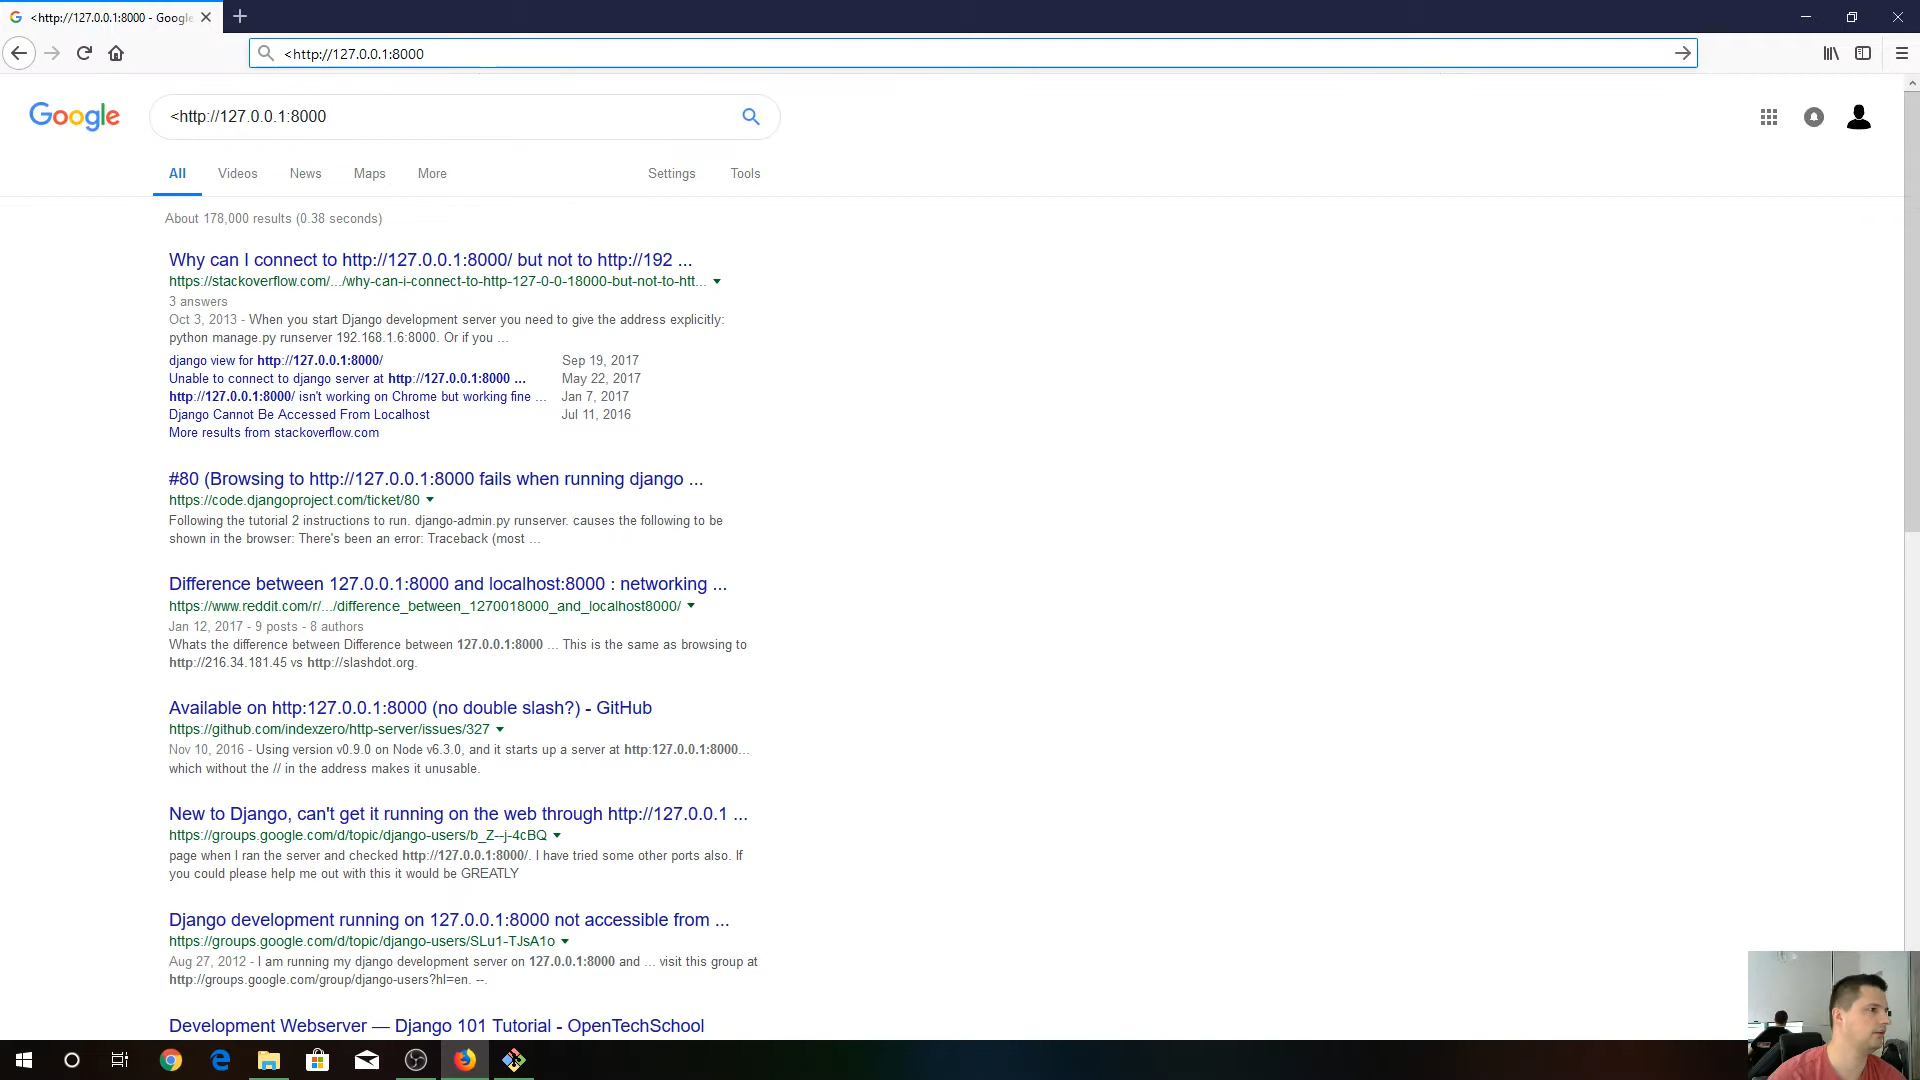 <http://127.0.0.1:8000 - Google
<http://127.0.0.1:8000
Google
<http://127.0.0.1:8000
All Videos News Maps More Settings Tools
About 178,000 results (0.38 seconds)
Why can I connect to http://127.0.0.1:8000/ but not to http://192 ...
https://stackoverflow.com/.../why-can-i-connect-to-http-127-0-0-18000-but-not-to-htt...
3 answers
Oct 3, 2013 - When you start Django development server you need to give the address explicitly:
python manage.py runserver 192.168.1.6:8000. Or if you ...
django view for http://127.0.0.1:8000/ Sep 19, 2017
Unable to connect to django server at http://127.0.0.1:8000 ... May 22, 2017
http://127.0.0.1:8000/ isn't working on Chrome but working fine ... Jan 7, 2017
Django Cannot Be Accessed From Localhost Jul 11, 2016
More results from stackoverflow.com
#80 (Browsing to http://127.0.0.1:8000 fails when running django ...
https://code.djangoproject.com/ticket/80
Following the tutorial 2 instructions to run. django-admin.py runserver. causes the following to be
shown in the browser: There's been an error: Traceback (most ...
Difference between 127.0.0.1:8000 and localhost:8000 : networking ...
https://www.reddit.com/r/.../difference_between_1270018000_and_localhost8000/
Jan 12, 2017 - 9 posts - 8 authors
Whats the difference between Difference between 127.0.0.1:8000 ... This is the same as browsing to
http://216.34.181.45 vs http://slashdot.org.
Available on http:127.0.0.1:8000 (no double slash?) - GitHub
https://github.com/indexzero/http-server/issues/327
Nov 10, 2016 - Using version v0.9.0 on Node v6.3.0, and it starts up a server at http:127.0.0.1:8000...
which without the // in the address makes it unusable.
New to Django, can't get it running on the web through http://127.0.0.1 ...
https://groups.google.com/d/topic/django-users/b_Z--j-4cBQ
page when I ran the server and checked http://127.0.0.1:8000/. I have tried some other ports also. If
you could please help me out with this it would be GREATLY
Django development running on 127.0.0.1:8000 not accessible from ...
https://groups.google.com/d/topic/django-users/SLu1-TJsA1o
Aug 27, 2012 - I am running my django development server on 127.0.0.1:8000 and ... visit this group at
http://groups.google.com/group/django-users?hl=en. --.
Development Webserver — Django 101 Tutorial - OpenTechSchool